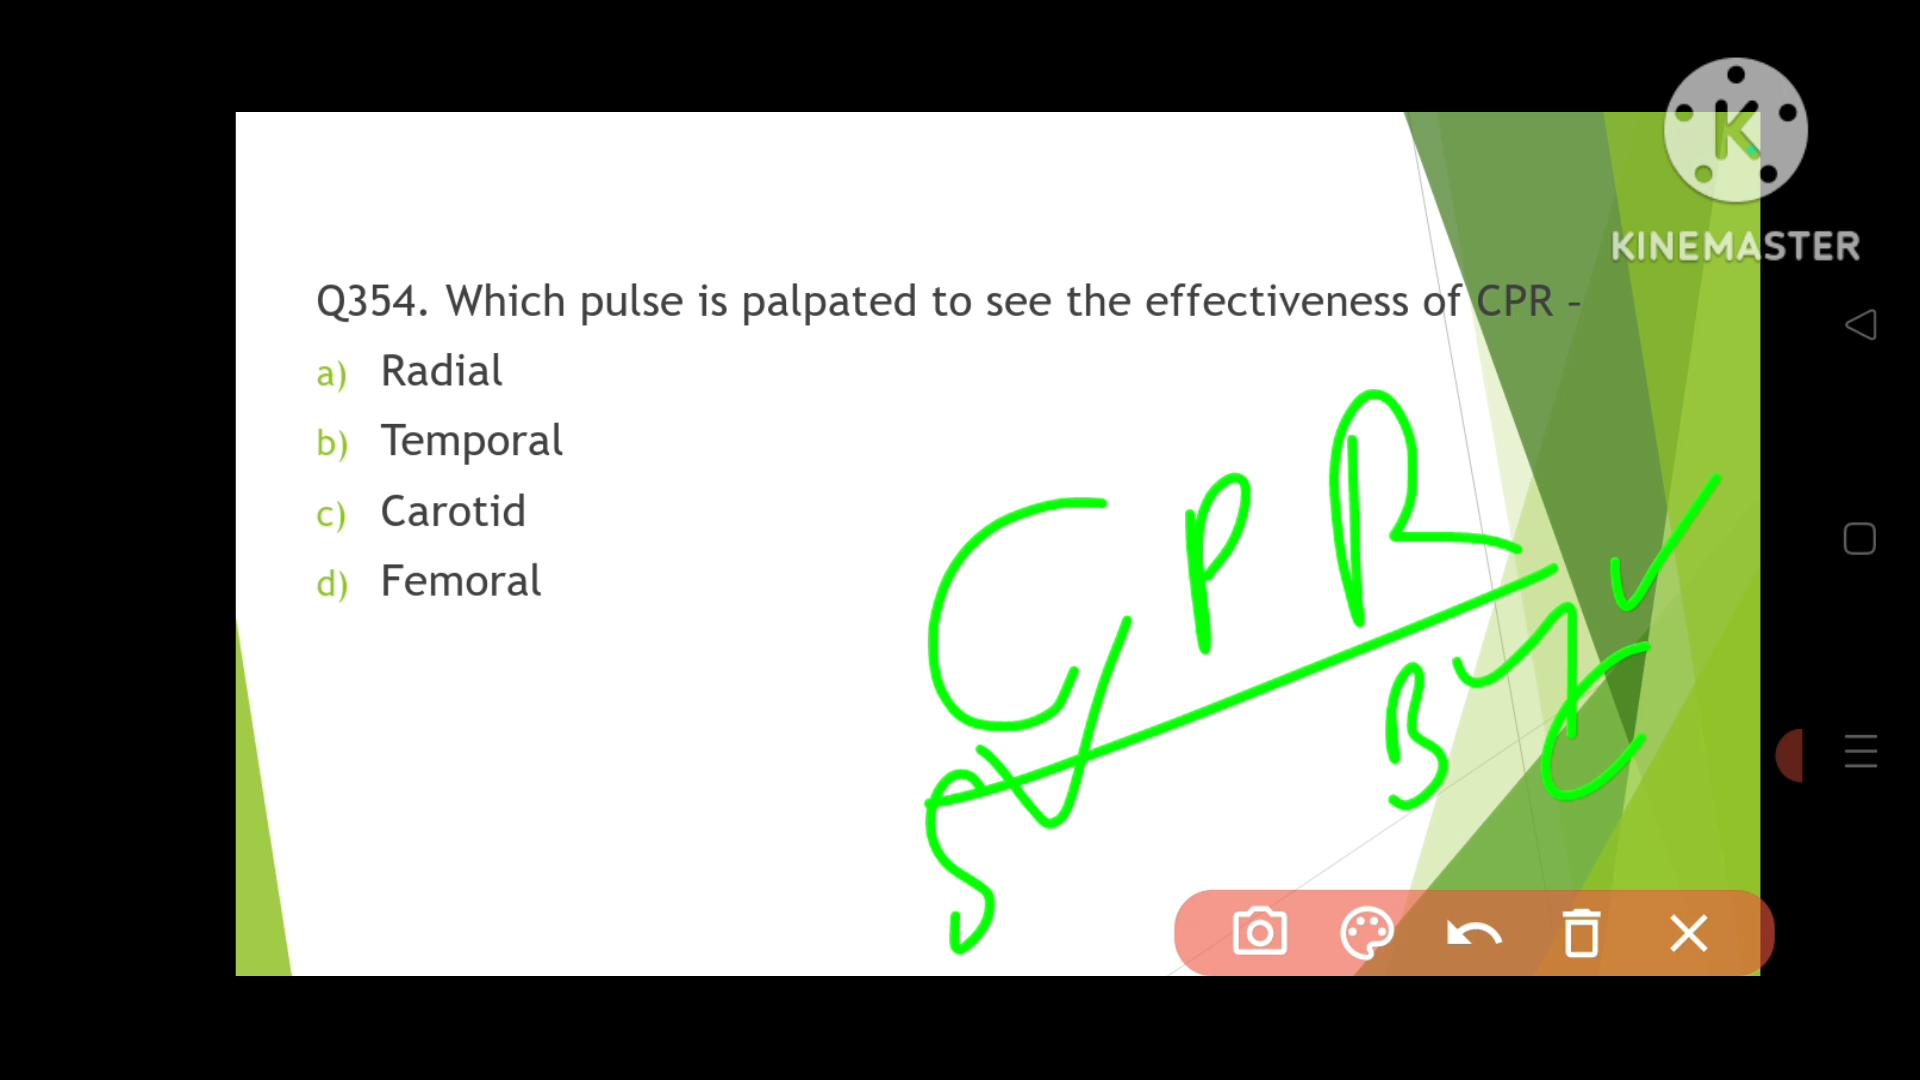 KINEMASTER
Q354. Which pulse is palpated to see the effectiveness of CPR -
a) Radial
b) Temporal
c) Carotid
d) Femoral
CPR